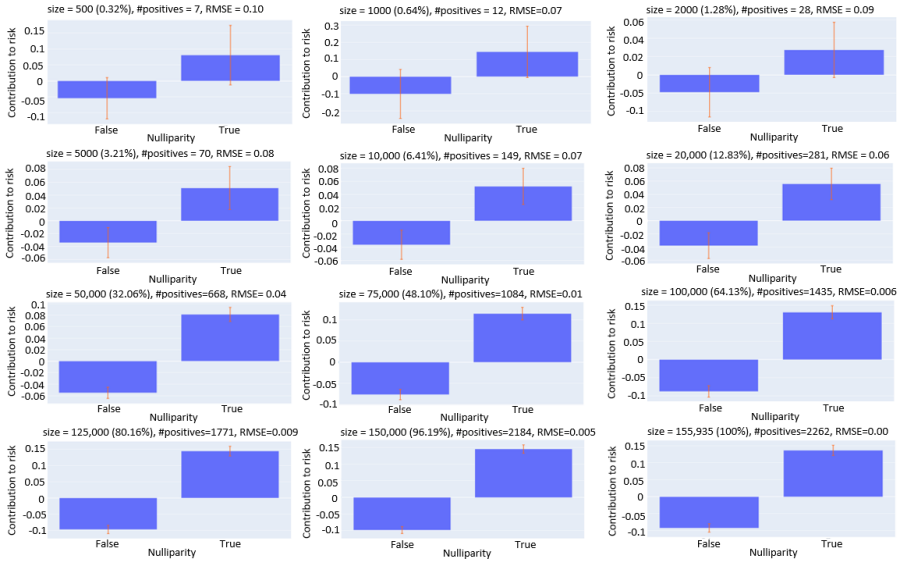 size = 500 (0.32%), #positives = 7, RMSE = 0.10
Contribution to risk
0.15
0.1
0.05
0
-0.05
-0.1
False
True
Nulliparity
size = 1000 (0.64%), #positives = 12, RMSE=0.07
Contribution to risk
0.3
0.2
0.1
0
-0.1
-0.2
False
True
Nulliparity
size = 2000 (1.28%), #positives = 28, RMSE = 0.09
Contribution to risk
0.06
0.04
0.02
0
-0.05
-0.1
False
True
Nulliparity
size = 5000 (3.21%), #positives = 70, RMSE = 0.08
Contribution to risk
0.08
0.06
0.04
0.02
0
-0.02
-0.04
-0.06
False
True
Nulliparity
size = 10,000 (6.41%), #positives = 149, RMSE = 0.07
Contribution to risk
0.08
0.06
0.04
0.02
0
-0.02
-0.04
-0.06
False
True
Nulliparity
size = 20,000 (12.83%), #positives=281, RMSE = 0.06
Contribution to risk
0.08
0.06
0.04
0.02
0
-0.02
-0.04
-0.06
False
True
Nulliparity
size = 50,000 (32.06%), #positives=668, RMSE= 0.04
Contribution to risk
0.1
0.08
0.06
0.04
0.02
0
-0.02
-0.04
-0.06
False
True
Nulliparity
size = 75,000 (48.10%), #positives=1084, RMSE=0.01
Contribution to risk
0.1
0.05
0
-0.05
-0.1
False
True
Nulliparity
size = 100,000 (64.13%), #positives=1435, RMSE=0.006
Contribution to risk
0.15
0.1
0.05
0
-0.05
-0.1
False
True
Nulliparity
size = 125,000 (80.16%), #positives=1771, RMSE=0.009
Contribution to risk
0.15
0.1
0.05
0
-0.05
-0.1
False
True
Nulliparity
size = 150,000 (96.19%), #positives=2184, RMSE=0.005
Contribution to risk
0.15
0.1
0.05
0
-0.05
-0.1
False
True
Nulliparity
size = 155,935 (100%), #positives=2262, RMSE=0.00
Contribution to risk
0.15
0.1
0.05
0
-0.05
-0.1
False
True
Nulliparity